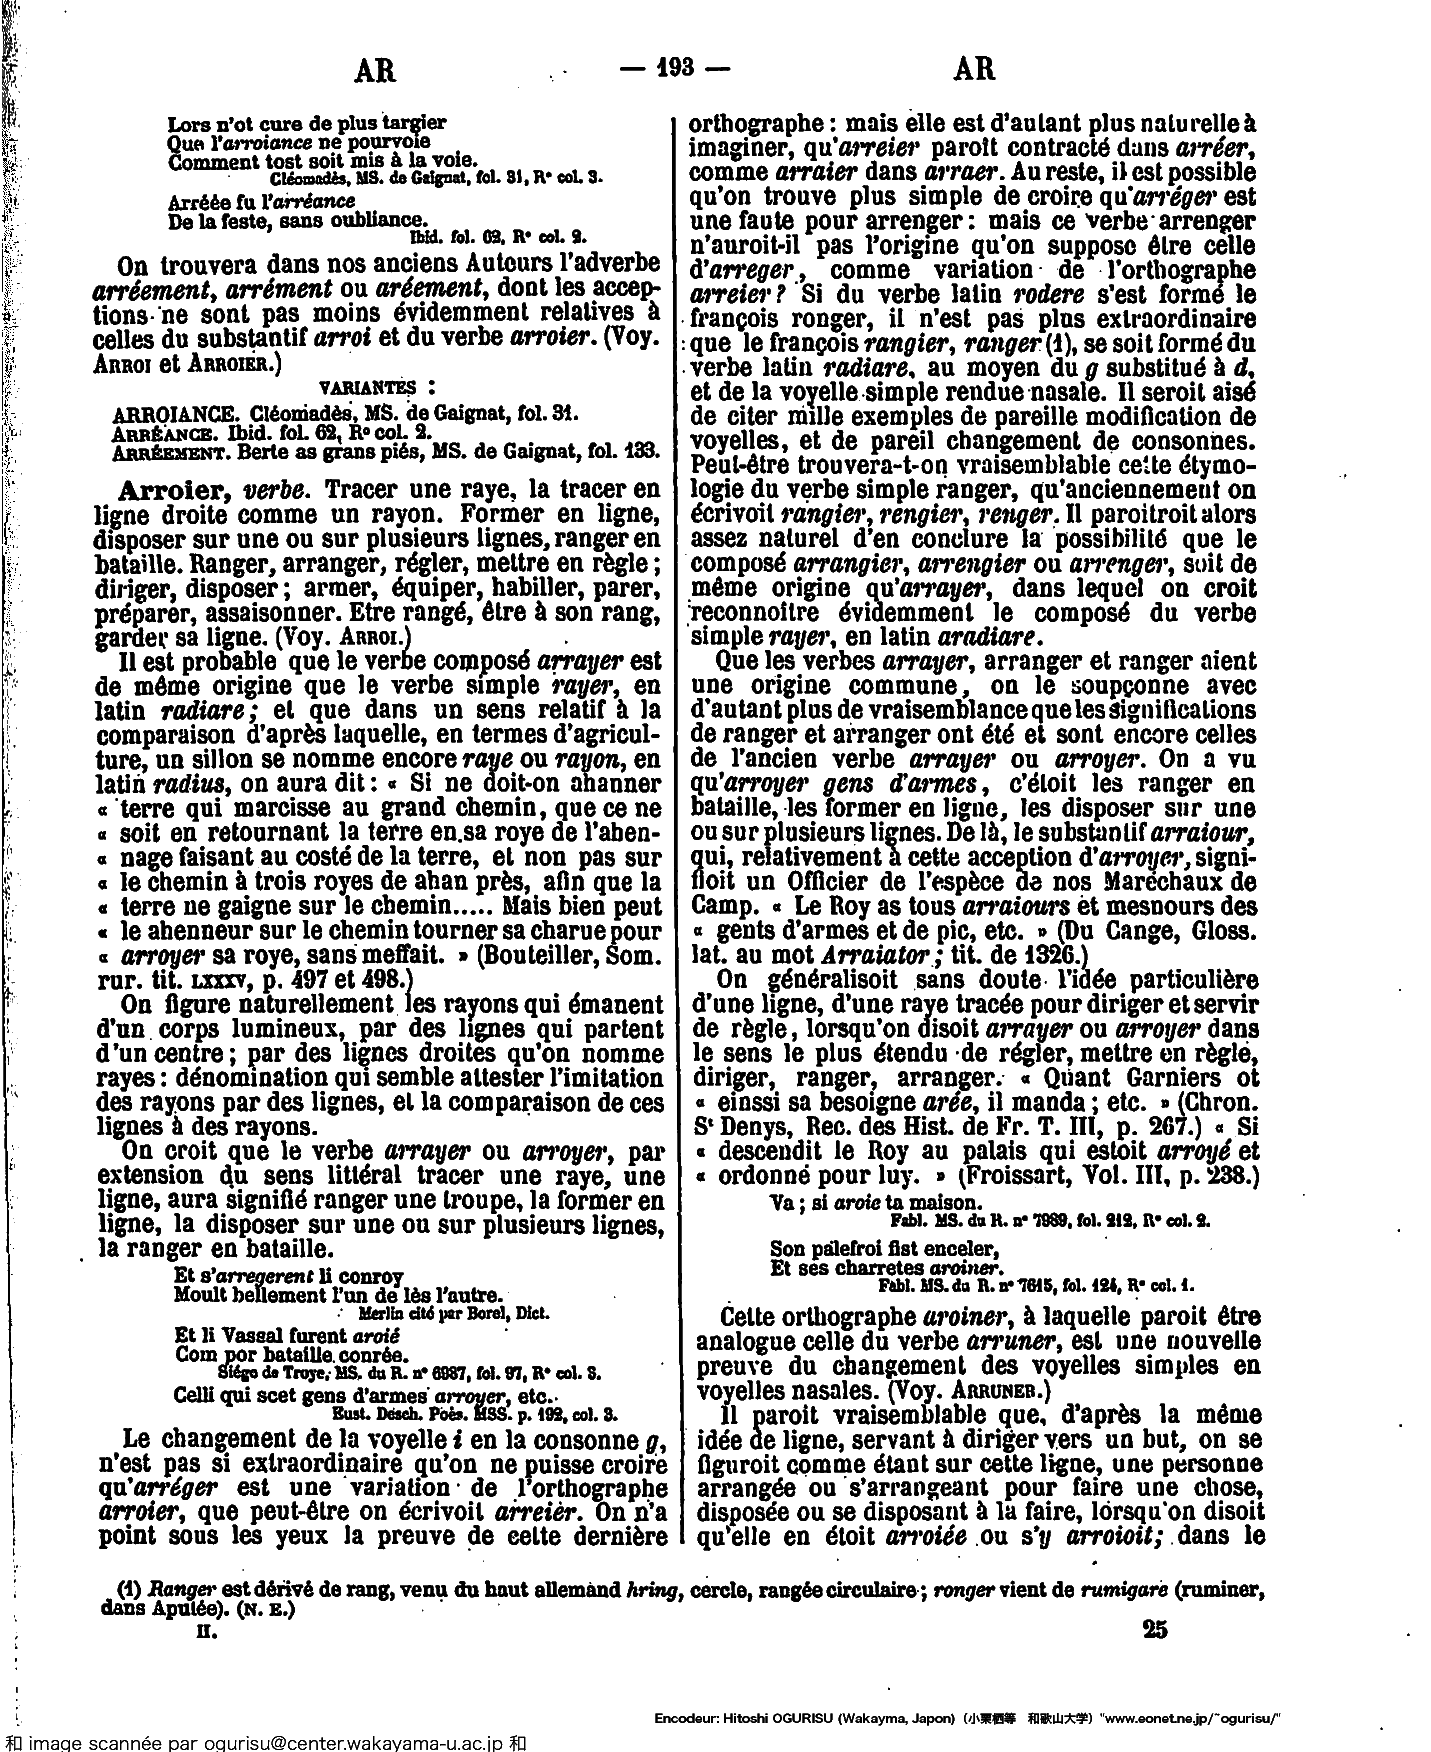 AR — 193 — AR
Lors n'ot cure de plus targier
Que l'arroiance ne pourvoie
Comment tost soit mis à la voie.
Cléomadès, MS. de Gaignat, fol. 31, R° col. 3.
Arréée fu l'arréance
De la feste, sans oubliance.
Ibid. fol. 62, R° col. 2.
On trouvera dans nos anciens Auteurs l'adverbe
arréement, arrément ou aréement, dont les accep-
tions ne sont pas moins évidemment relatives à
celles du substantif arroi et du verbe arroier. (Voy.
ARROI et ARROIER.)
VARIANTES :
ARROIANCE. Cléomadès, MS. de Gaignat, fol. 31.
ARRÉANCE. Ibid. fol. 62, R° col. 2.
ARRÉEMENT. Berte as grans piés, MS. de Gaignat, fol. 133.
Arroier, verbe. Tracer une raye, la tracer en
ligne droite comme un rayon. Former en ligne,
disposer sur une ou sur plusieurs lignes, ranger en
bataille. Ranger, arranger, régler, mettre en règle ;
diriger, disposer ; armer, équiper, habiller, parer,
préparer, assaisonner. Etre rangé, être à son rang,
garder sa ligne. (Voy. ARROI.)
Il est probable que le verbe composé arrayer est
de même origine que le verbe simple rayer, en
latin radiare ; et que dans un sens relatif à la
comparaison d'après laquelle, en termes d'agricul-
ture, un sillon se nomme encore raye ou rayon, en
latin radius, on aura dit : « Si ne doit-on ahanner
« terre qui marcisse au grand chemin, que ce ne
« soit en retournant la terre en sa roye de l'ahen-
« nage faisant au costé de la terre, et non pas sur
« le chemin à trois royes de ahan près, afin que la
« terre ne gaigne sur le chemin..... Mais bien peut
« le ahenneur sur le chemin tourner sa charue pour
« arroyer sa roye, sans meffait. » (Bouteiller, Som.
rur. tit. LXXXV, p. 497 et 498.)
On figure naturellement les rayons qui émanent
d'un corps lumineux, par des lignes qui partent
d'un centre ; par des lignes droites qu'on nomme
rayes : dénomination qui semble attester l'imitation
des rayons par des lignes, et la comparaison de ces
lignes à des rayons.
On croit que le verbe arrayer ou arroyer, par
extension du sens littéral tracer une raye, une
ligne, aura signifié ranger une troupe, la former en
ligne, la disposer sur une ou sur plusieurs lignes,
la ranger en bataille.
Et s'arregerent li conroy
Moult bellement l'un de lès l'autre.
Merlin cité par Borel, Dict.
Et li Vassal furent aroié
Com por bataille conrée.
Siége de Troye, MS. du R. n° 6987, fol. 97, R° col. 3.
Celli qui scet gens d'armes arroyer, etc.
Eust. Desch. Poës. MSS. p. 192, col. 3.
Le changement de la voyelle i en la consonne g,
n'est pas si extraordinaire qu'on ne puisse croire
qu'arréger est une variation de l'orthographe
arroier, que peut-être on écrivoit arreièr. On n'a
point sous les yeux la preuve de cette dernière
orthographe : mais elle est d'autant plus naturelle à
imaginer, qu'arreier paroît contracté dans arréer,
comme arraier dans arraer. Au reste, il est possible
qu'on trouve plus simple de croire qu'arréger est
une faute pour arrenger : mais ce verbe arrenger
n'auroit-il pas l'origine qu'on suppose être celle
d'arreger, comme variation de l'orthographe
arreier ? Si du verbe latin rodere s'est formé le
françois ronger, il n'est pas plus extraordinaire
que le françois rangier, ranger (1), se soit formé du
verbe latin radiare, au moyen du g substitué à d,
et de la voyelle simple rendue nasale. Il seroit aisé
de citer mille exemples de pareille modification de
voyelles, et de pareil changement de consonnes.
Peut-être trouvera-t-on vraisemblable cette étymo-
logie du verbe simple ranger, qu'anciennement on
écrivoit rangier, rengier, renger. Il paroitroit alors
assez naturel d'en conclure la possibilité que le
composé arrangier, arrengier ou arrenger, soit de
même origine qu'arrayer, dans lequel on croit
reconnoitre évidemment le composé du verbe
simple rayer, en latin aradiare.
Que les verbes arrayer, arranger et ranger aient
une origine commune, on le soupçonne avec
d'autant plus de vraisemblance que les significations
de ranger et arranger ont été et sont encore celles
de l'ancien verbe arrayer ou arroyer. On a vu
qu'arroyer gens d'armes, c'étoit les ranger en
bataille, les former en ligne, les disposer sur une
ou sur plusieurs lignes. De là, le substantif arraiour,
qui, relativement à cette acception d'arroyer, signi-
fioit un Officier de l'espèce de nos Maréchaux de
Camp. « Le Roy as tous arraiours et mesnours des
« gents d'armes et de pic, etc. » (Du Cange, Gloss.
lat. au mot Arraiator ; tit. de 1326.)
On généralisoit sans doute l'idée particulière
d'une ligne, d'une raye tracée pour diriger et servir
de règle, lorsqu'on disoit arrayer ou arroyer dans
le sens le plus étendu de régler, mettre en règle,
diriger, ranger, arranger. « Quant Garniers ot
« einssi sa besoigne arée, il manda ; etc. » (Chron.
St Denys, Rec. des Hist. de Fr. T. III, p. 267.) « Si
« descendit le Roy au palais qui estoit arroyé et
« ordonné pour luy. » (Froissart, Vol. III, p. 238.)
Va ; si aroie ta maison.
Fabl. MS. du R. n° 7989, fol. 212, R° col. 2.
Son palefroi fist enceler,
Et ses charretes aroiner.
Fabl. MS. du R. n° 7615, fol. 124, R° col. 1.
Cette orthographe aroiner, à laquelle paroit être
analogue celle du verbe arruner, est une nouvelle
preuve du changement des voyelles simples en
voyelles nasales. (Voy. ARRUNER.)
Il paroit vraisemblable que, d'après la même
idée de ligne, servant à diriger vers un but, on se
figuroit comme étant sur cette ligne, une personne
arrangée ou s'arrangeant pour faire une chose,
disposée ou se disposant à la faire, lorsqu'on disoit
qu'elle en étoit arroiée ou s'y arroioit ; dans le
(1) Ranger est dérivé de rang, venu du haut allemand hring, cercle, rangée circulaire ; ronger vient de rumigare (ruminer,
dans Apulée). (N. E.)
II. 25
Encodeur: Hitoshi OGURISU (Wakayma, Japon) (小栗栖等 和歌山大学) "www.eonet.ne.jp/~ogurisu/"
和 image scannée par ogurisu@center.wakayama-u.ac.jp 和